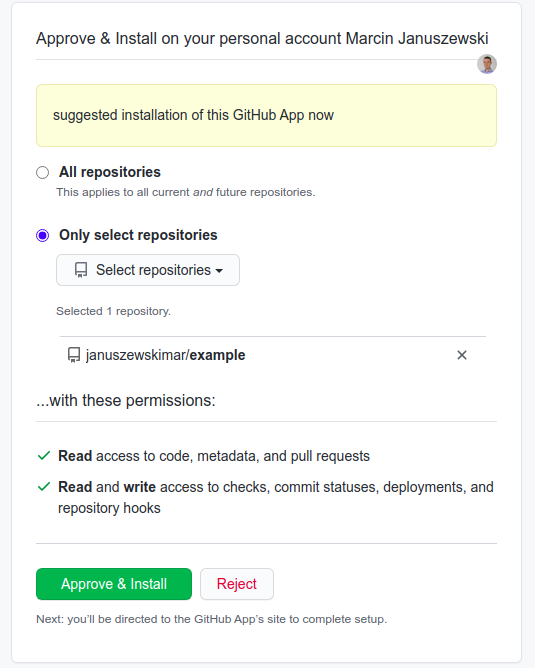 Approve & Install on your personal account Marcin Januszewski
suggested installation of this GitHub App now
All repositories
This applies to all current and future repositories.
Only select repositories
Select repositories
Selected 1 repository.
januszewskimar/example
...with these permissions:
Read access to code, metadata, and pull requests
Read and write access to checks, commit statuses, deployments, and
repository hooks
Approve & Install
Reject
Next: you’ll be directed to the GitHub App’s site to complete setup.